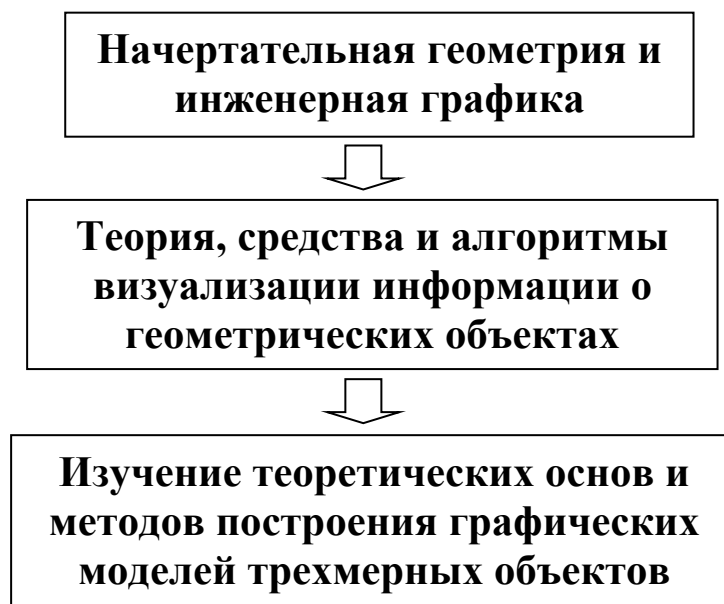 Начертательная геометрия и
инженерная графика
Теория, средства и алгоритмы
визуализации информации о
геометрических объектах
Изучение теоретических основ и
методов построения графических
моделей трехмерных объектов